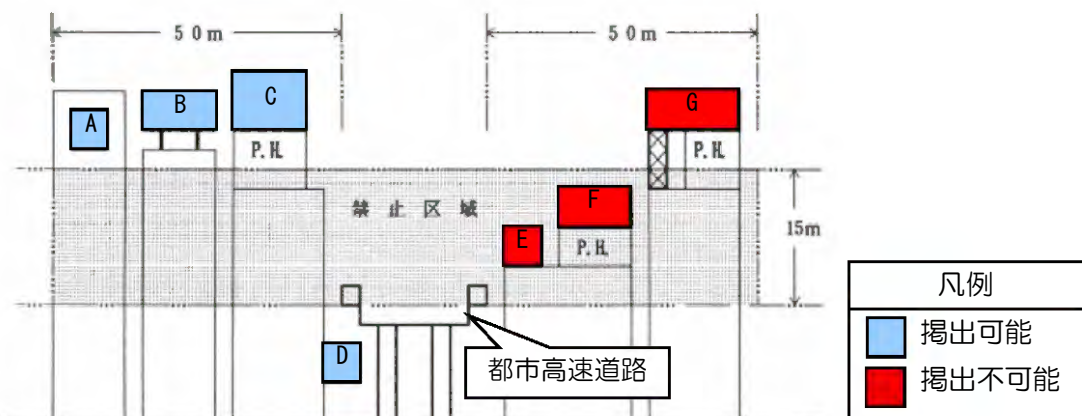 50m
50m
A
B
C
G
P.H.
P.H.
禁止区域
F
E
P.H.
15m
D
都市高速道路
凡例
掲出可能
掲出不可能